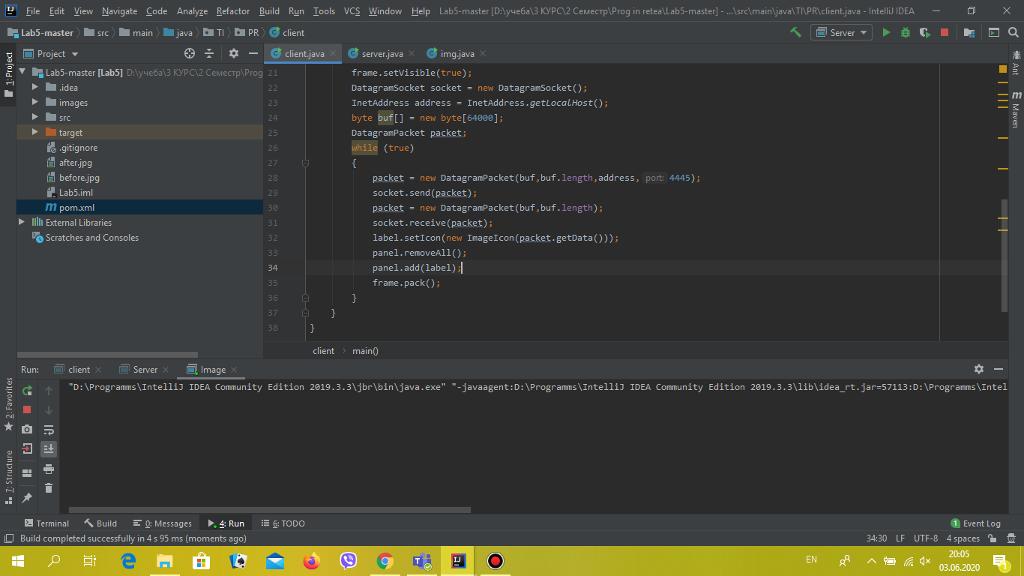 File Edit View Navigate Code Analyze Refactor Build Run Tools VCS Window Help Lab5-master [D:\учеба\3 КУРС\2 Семестр\Prog in retea\Lab5-master] - ...\src\main\java\TI\PR\client.java - IntelliJ IDEA
Lab5-master src main java TI PR client Server
Project client.java server.java img.java
1: Project
Lab5-master [Lab5] D:\учеба\3 КУРС\2 Семестр\Prog
.idea
images
src
target
.gitignore
after.jpg
before.jpg
Lab5.iml
pom.xml
External Libraries
Scratches and Consoles
21 frame.setVisible(true);
22 DatagramSocket socket = new DatagramSocket();
23 InetAddress address = InetAddress.getLocalHost();
24 byte buf[] = new byte[64000];
25 DatagramPacket packet;
26 while (true)
27 {
28 packet = new DatagramPacket(buf,buf.length,address, port: 4445);
29 socket.send(packet);
30 packet = new DatagramPacket(buf,buf.length);
31 socket.receive(packet);
32 label.setIcon(new ImageIcon(packet.getData()));
33 panel.removeAll();
34 panel.add(label);
35 frame.pack();
36 }
37 }
38 }
Ant
Maven
client main()
Run: client Server Image
"D:\Programms\IntelliJ IDEA Community Edition 2019.3.3\jbr\bin\java.exe" "-javaagent:D:\Programms\IntelliJ IDEA Community Edition 2019.3.3\lib\idea_rt.jar=57113:D:\Programms\Intel
2: Favorites
7: Structure
Terminal Build 0: Messages 4: Run 6: TODO 1 Event Log
Build completed successfully in 4 s 95 ms (moments ago) 34:30 LF UTF-8 4 spaces
EN 20:05
03.06.2020